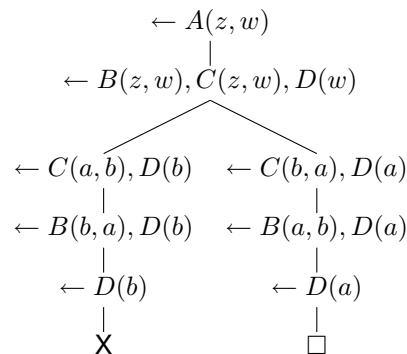 ← A(z, w)
← B(z, w), C(z, w), D(w)
← C(a, b), D(b) ← C(b, a), D(a)
← B(b, a), D(b) ← B(a, b), D(a)
← D(b) ← D(a)
X □